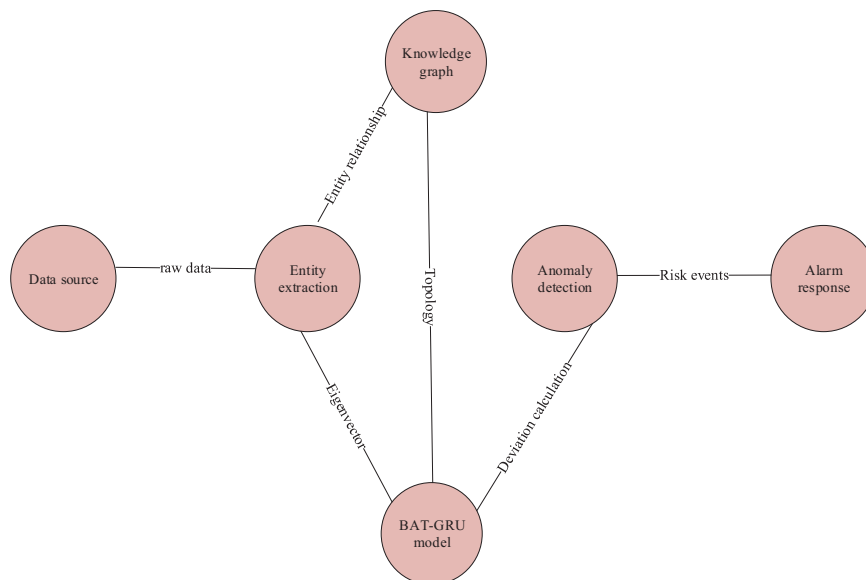 Knowledge
graph
Entity relationship
Data source
raw data
Entity
extraction
Topology
Anomaly
detection
Risk events
Alarm
response
Eigenvector
Deviation calculation
BAT-GRU
model